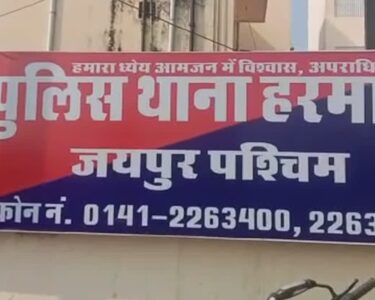 हमारा ध्येय आमजन में विश्वास, अपराधि
पुलिस थाना हरमा
जयपुर पश्चिम
फोन नं. 0141-2263400, 2263